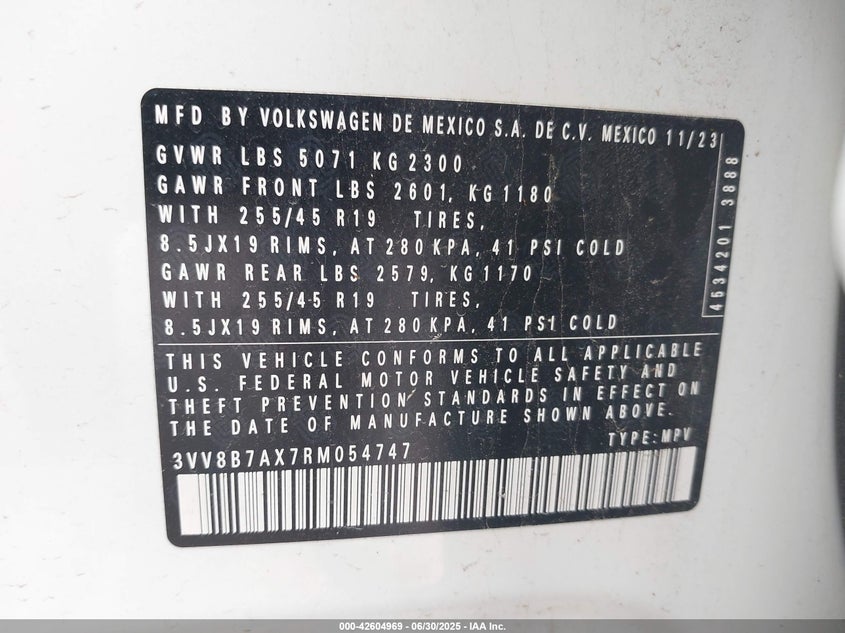 MFD BY VOLKSWAGEN DE MEXICO S.A. DE C.V. MEXICO 11/23
GVWR LBS 5071 KG 2300
GAWR FRONT LBS 2601, KG 1180
WITH 255/45 R19 TIRES,
8.5JX19 RIMS, AT 280 KPA, 41 PSI COLD
GAWR REAR LBS 2579, KG 1170
WITH 255/45 R19 TIRES,
8.5JX19 RIMS, AT 280 KPA, 41 PSI COLD
4534201 3888
THIS VEHICLE CONFORMS TO ALL APPLICABLE
U.S. FEDERAL MOTOR VEHICLE SAFETY AND
THEFT PREVENTION STANDARDS IN EFFECT ON
THE DATE OF MANUFACTURE SHOWN ABOVE.
TYPE: MPV
3VV8B7AX7RM054747
000-42604969 - 06/30/2025 - IAA Inc.